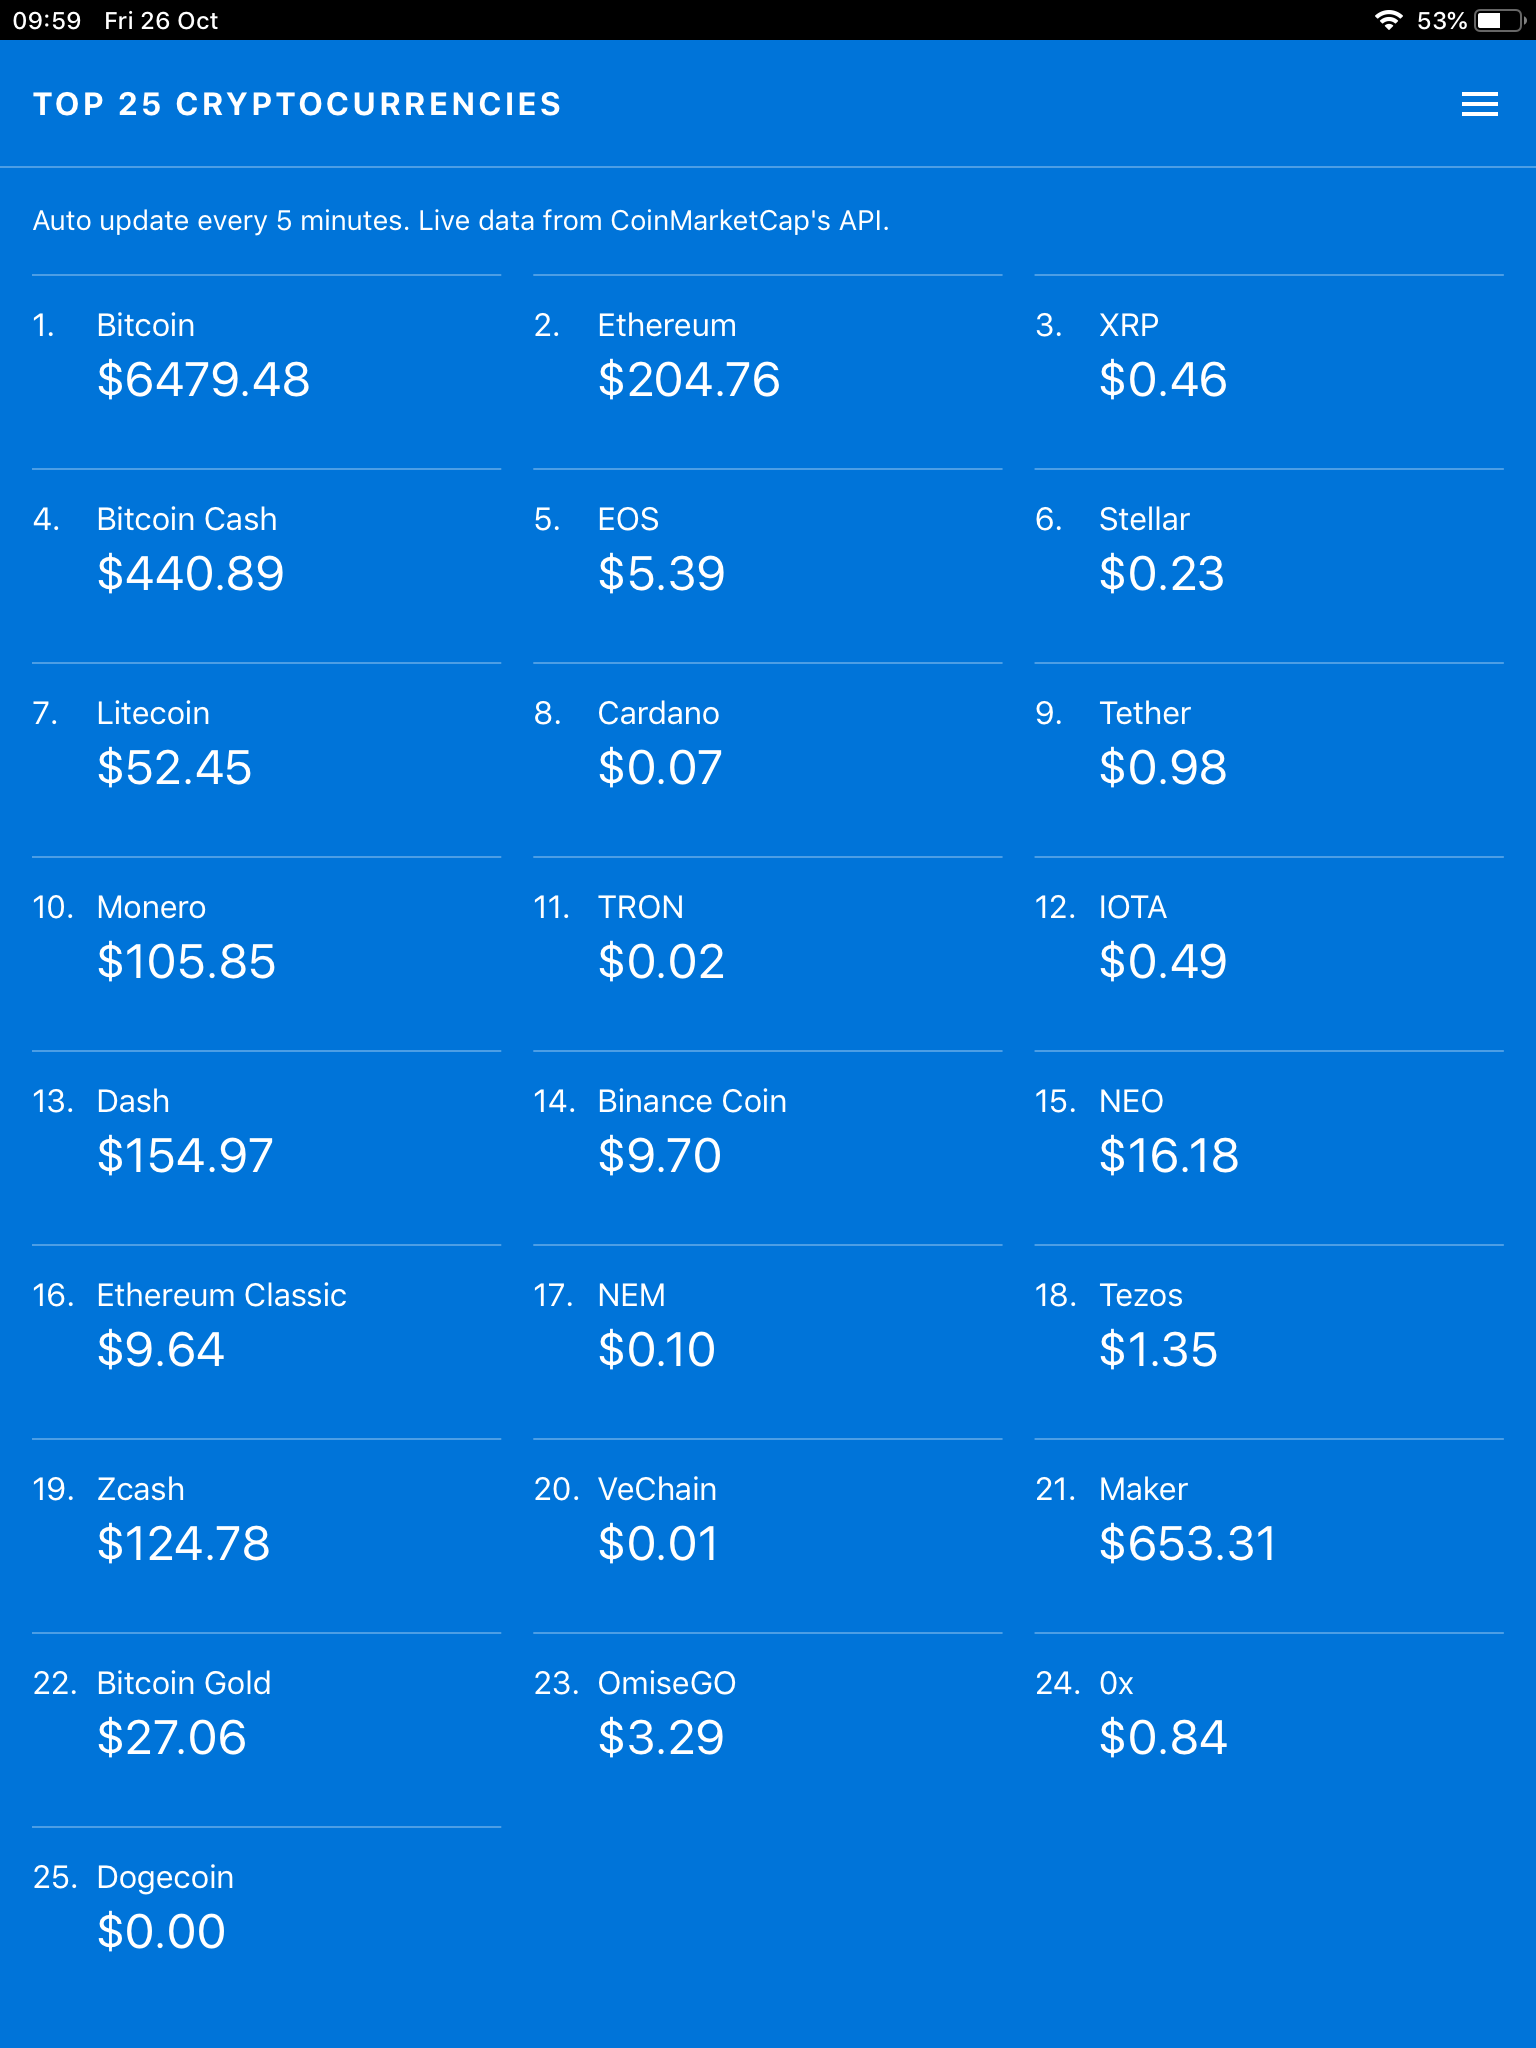 09:59 Fri 26 Oct 53%
TOP 25 CRYPTOCURRENCIES
Auto update every 5 minutes. Live data from CoinMarketCap's API.
1. Bitcoin
$6479.48
2. Ethereum
$204.76
3. XRP
$0.46
4. Bitcoin Cash
$440.89
5. EOS
$5.39
6. Stellar
$0.23
7. Litecoin
$52.45
8. Cardano
$0.07
9. Tether
$0.98
10. Monero
$105.85
11. TRON
$0.02
12. IOTA
$0.49
13. Dash
$154.97
14. Binance Coin
$9.70
15. NEO
$16.18
16. Ethereum Classic
$9.64
17. NEM
$0.10
18. Tezos
$1.35
19. Zcash
$124.78
20. VeChain
$0.01
21. Maker
$653.31
22. Bitcoin Gold
$27.06
23. OmiseGO
$3.29
24. 0x
$0.84
25. Dogecoin
$0.00